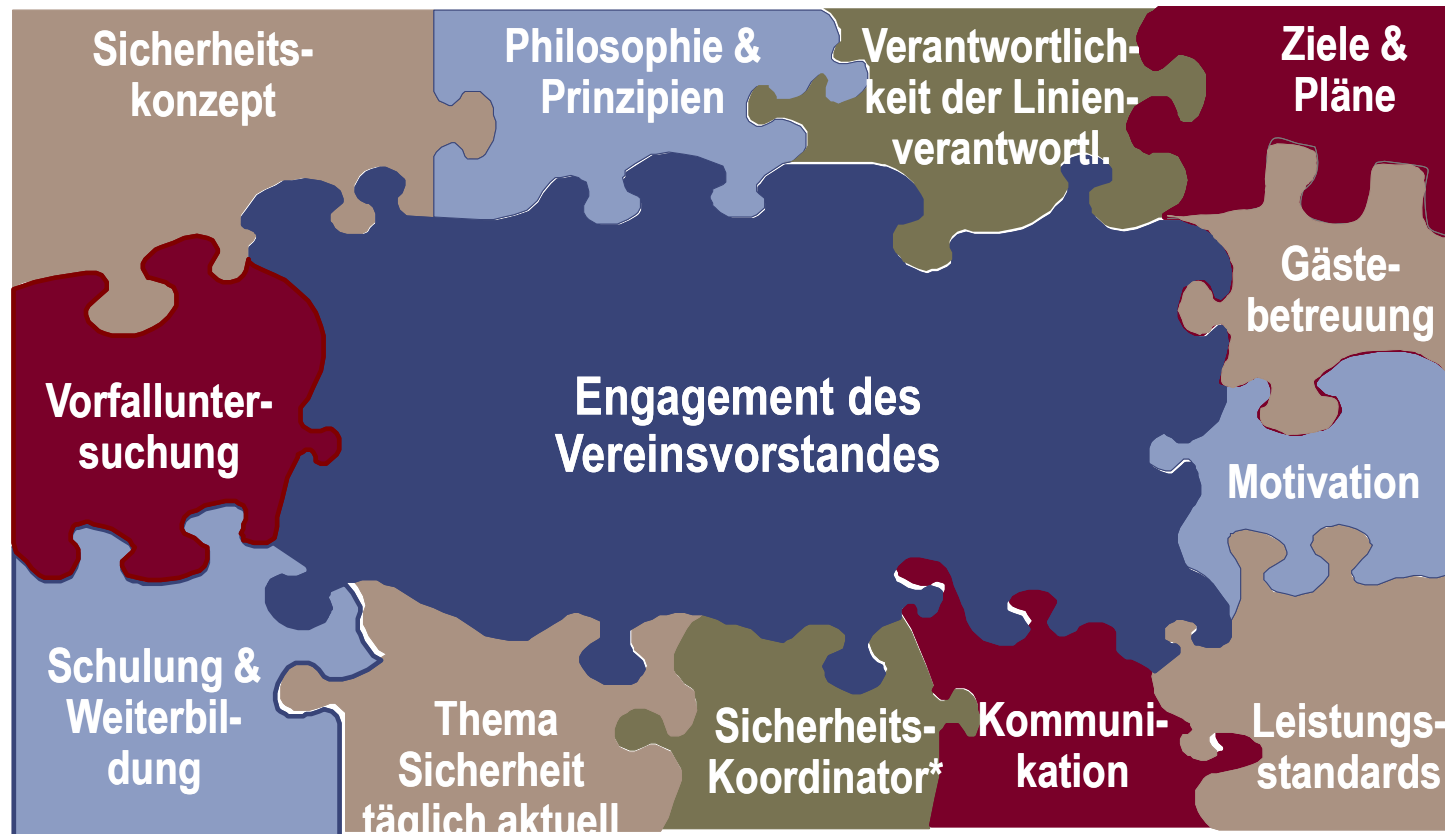 Sicherheits-
konzept
Philosophie &
Prinzipien
Verantwortlich-
keit der Linien-
verantwortl.
Ziele &
Pläne
Gäste-
betreuung
Vorfallunter-
suchung
Engagement des
Vereinsvorstandes
Motivation
Schulung &
Weiterbil-
dung
Thema
Sicherheit
täglich aktuell
Sicherheits-
Koordinator*
Kommuni-
kation
Leistungs-
standards